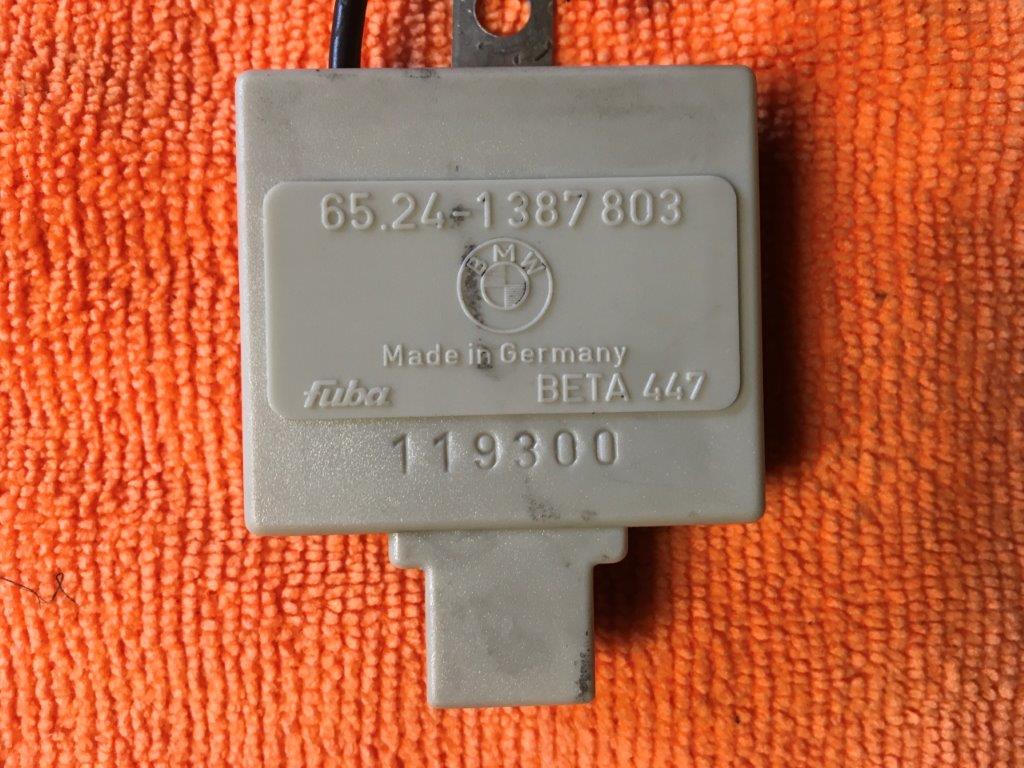 65.24-1 387 803
BMW
Made in Germany
fuba BETA 447
119300